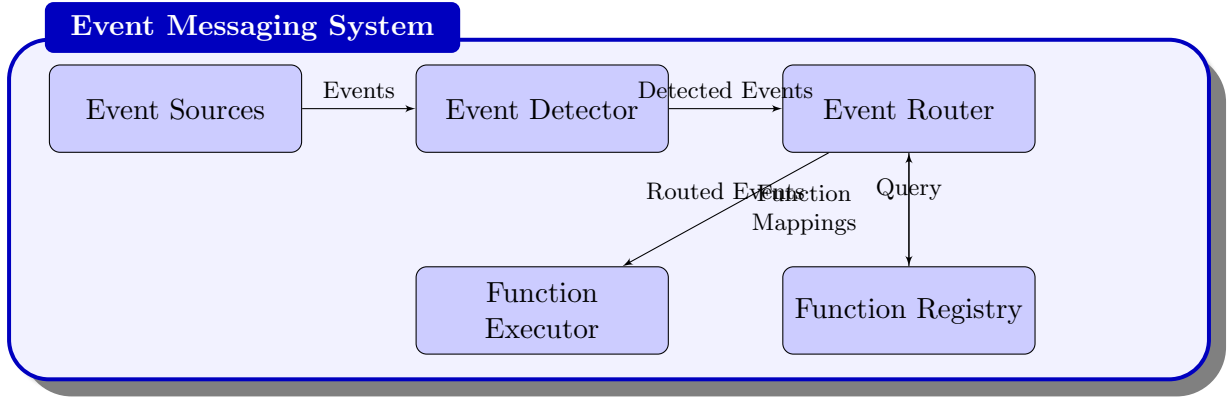 Event Messaging System
Event Sources
Events
Event Detector
Detected Events
Event Router
Routed Events
Function
Mappings
Query
Function
Executor
Function Registry